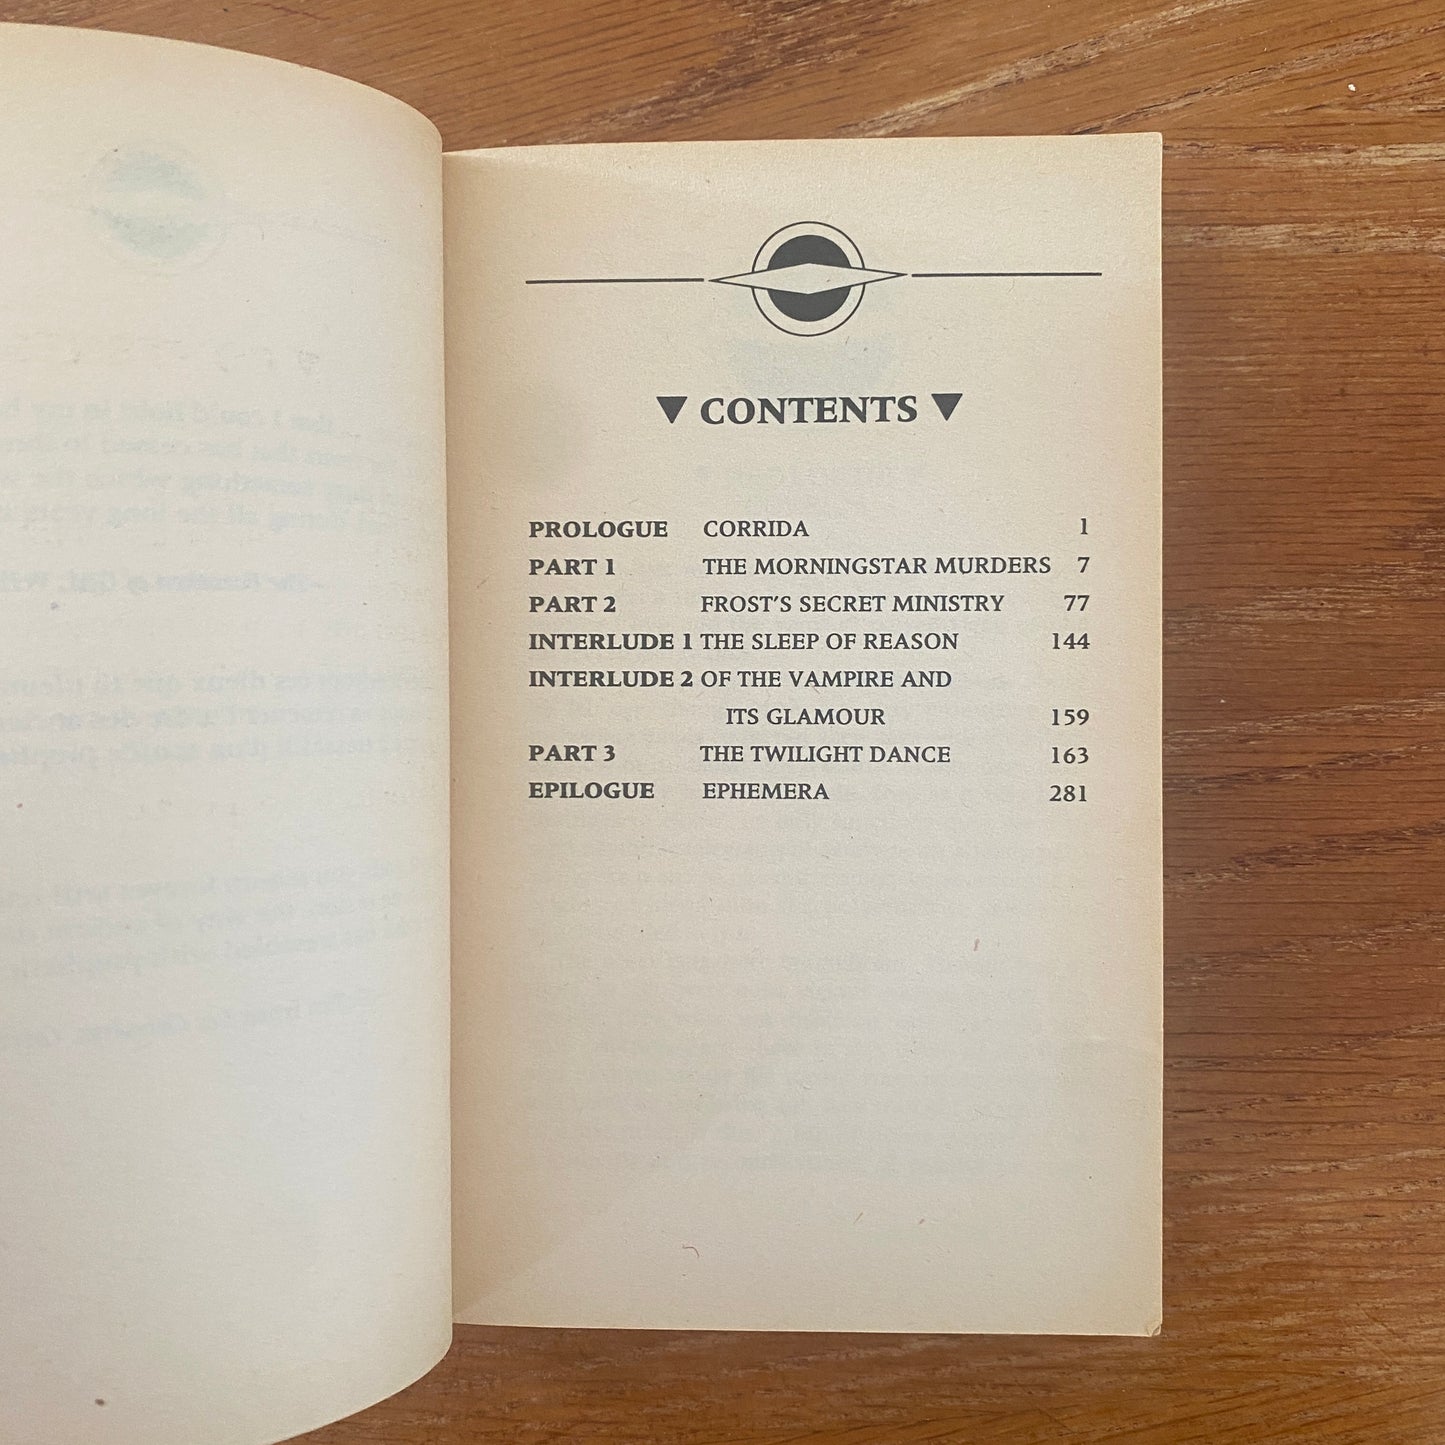 CONTENTS
PROLOGUE CORRIDA 1
PART 1 THE MORNINGSTAR MURDERS 7
PART 2 FROST'S SECRET MINISTRY 77
INTERLUDE 1 THE SLEEP OF REASON 144
INTERLUDE 2 OF THE VAMPIRE AND
ITS GLAMOUR 159
PART 3 THE TWILIGHT DANCE 163
EPILOGUE EPHEMERA 281